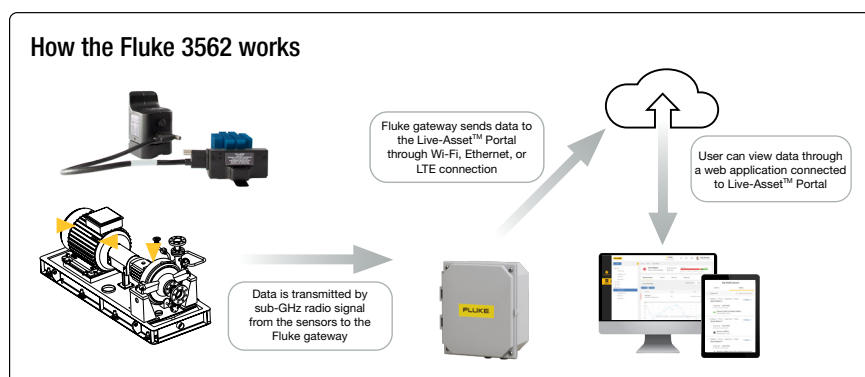 How the Fluke 3562 works
Fluke gateway sends data to
the Live-Asset™ Portal
through Wi-Fi, Ethernet, or
LTE connection
User can view data through
a web application connected
to Live-Asset™ Portal
Data is transmitted by
sub-GHz radio signal
from the sensors to the
Fluke gateway
FLUKE